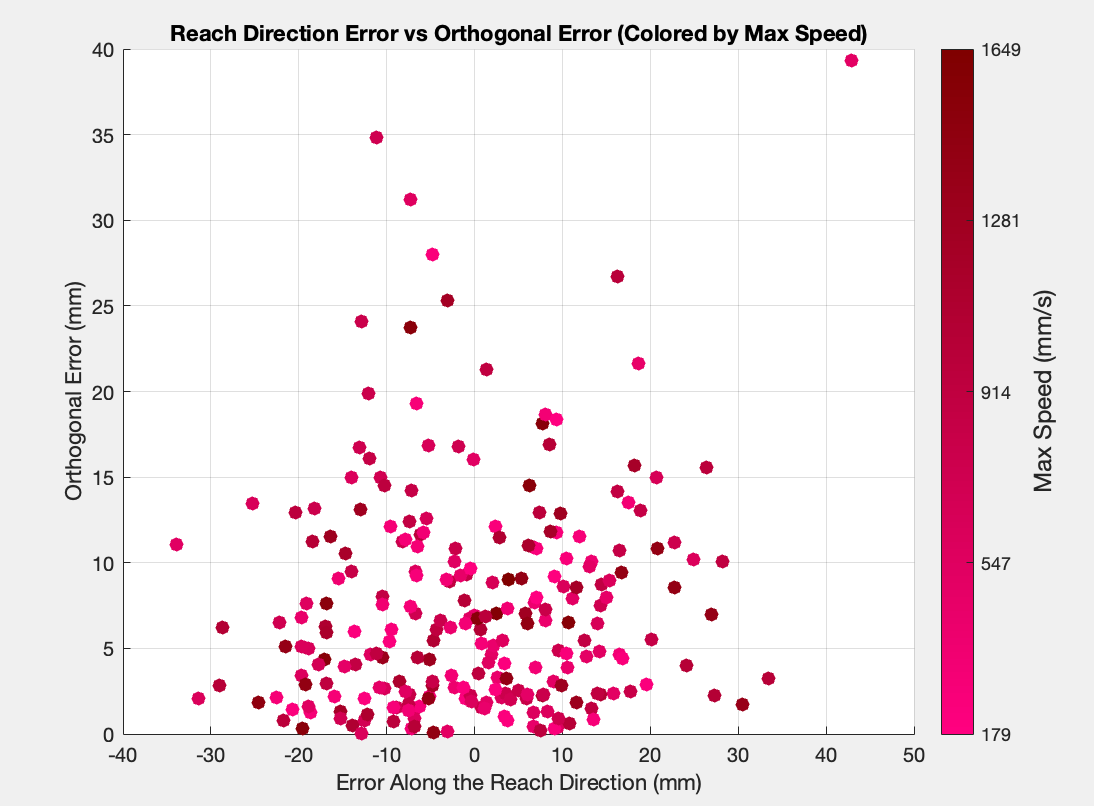 Reach Direction Error vs Orthogonal Error (Colored by Max Speed)
40
35
30
25
20
15
10
5
0
Orthogonal Error (mm)
-40 -30 -20 -10 0 10 20 30 40 50
Error Along the Reach Direction (mm)
1649
1281
914
547
179
Max Speed (mm/s)